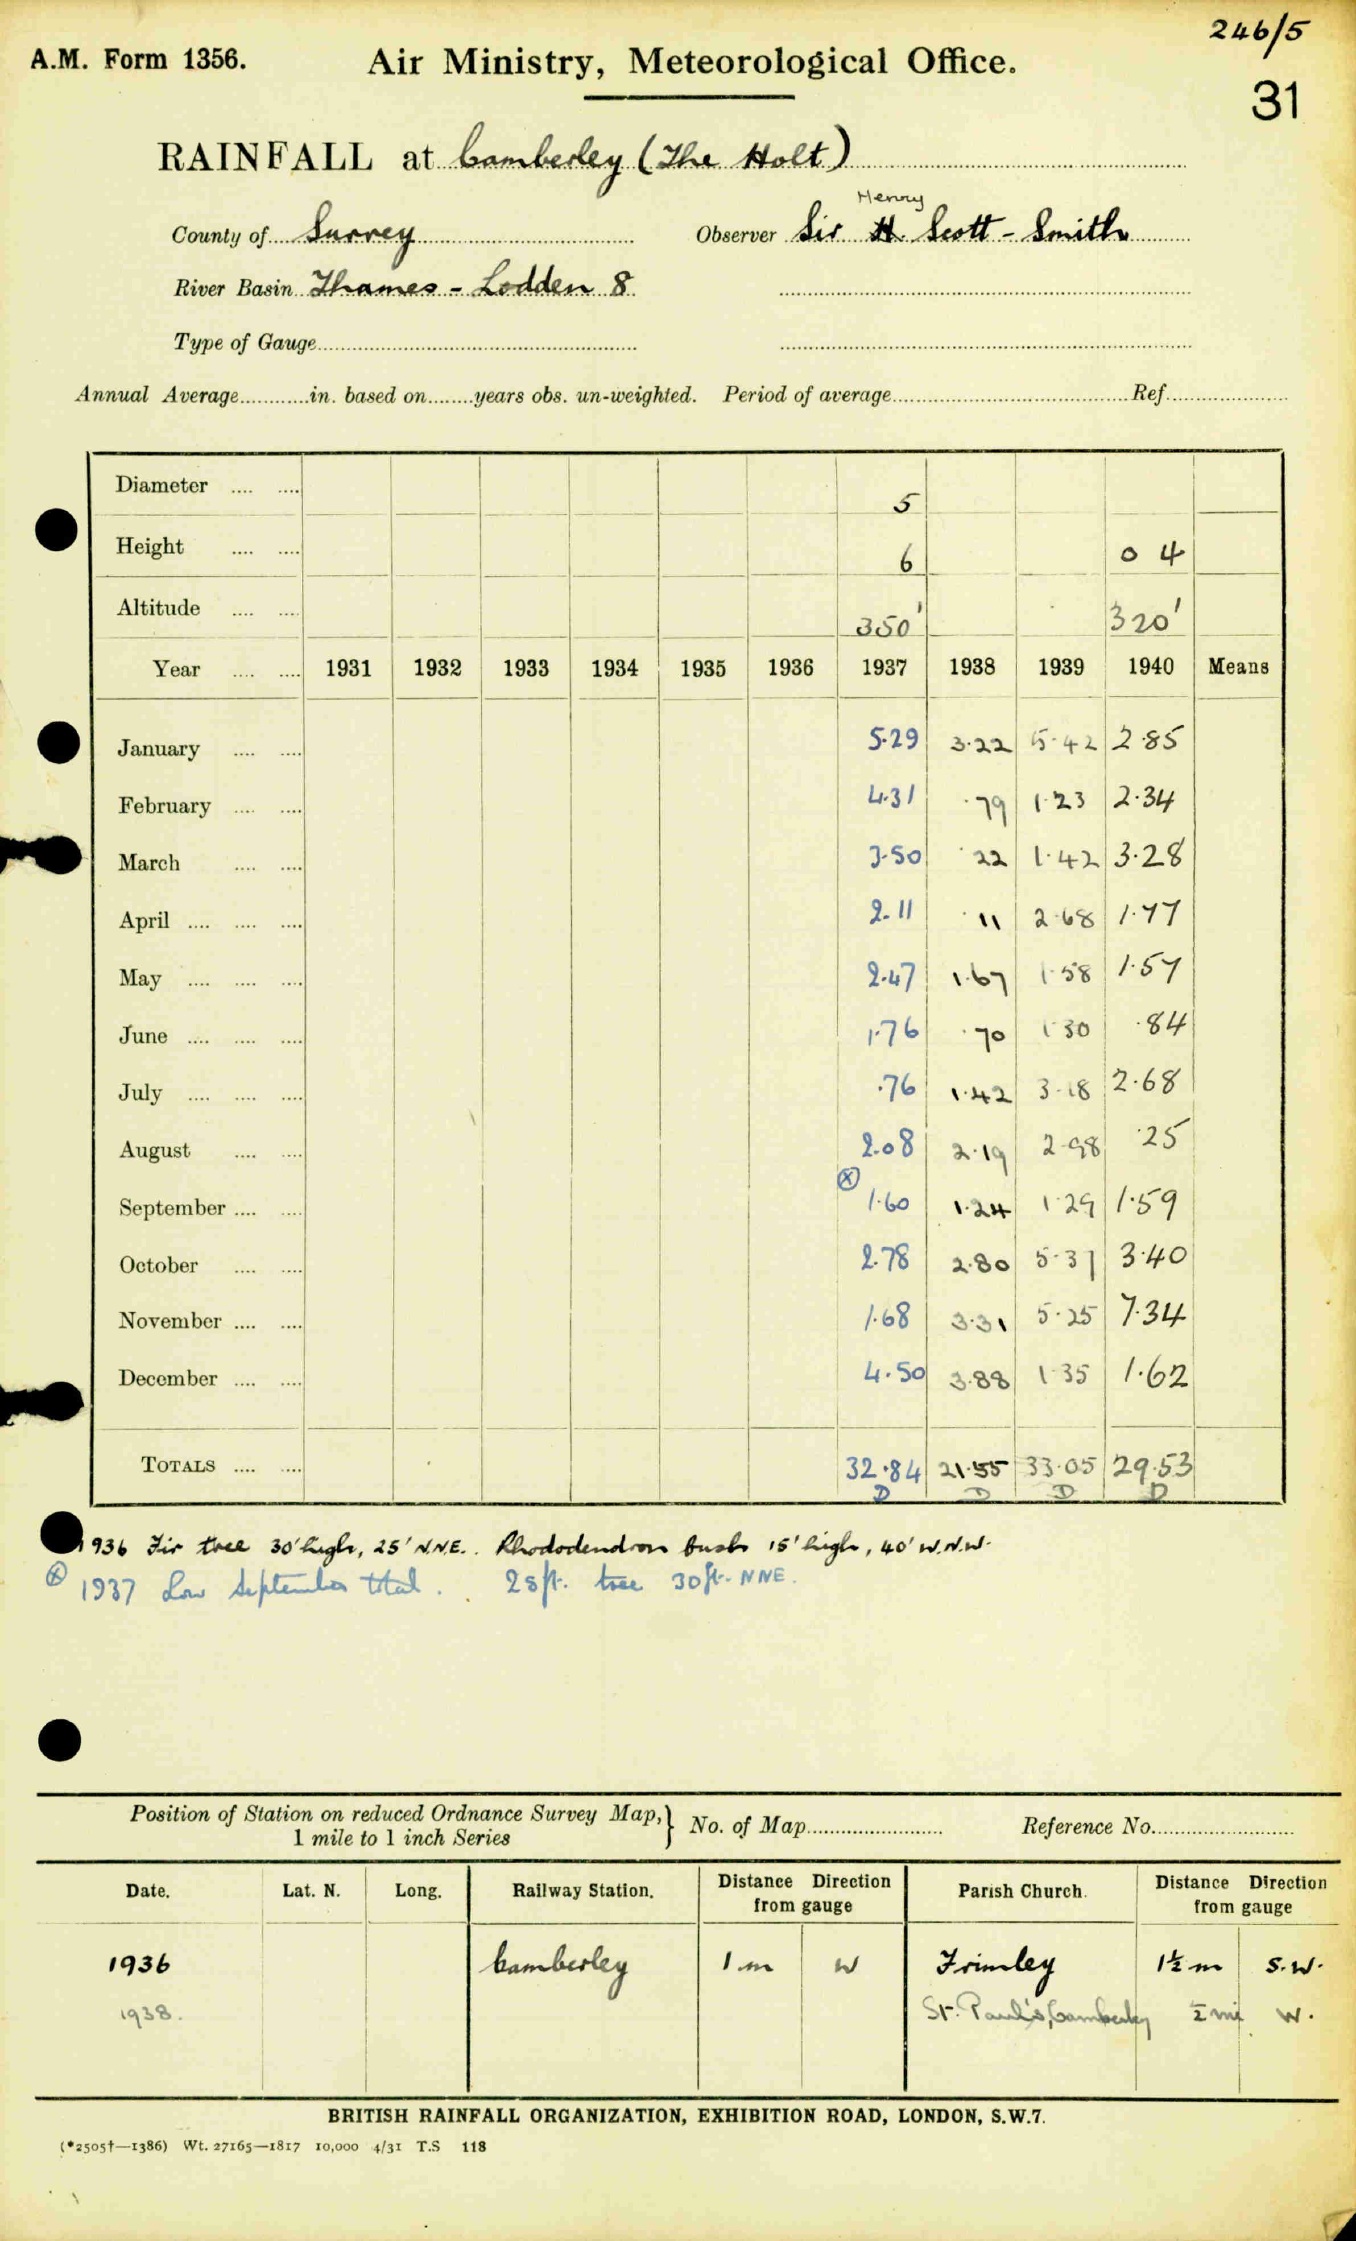 246/5
A.M. Form 1356. Air Ministry, Meteorological Office.
31
RAINFALL at Camberley (The Holt)
Henry
County of Surrey Observer Sir H. Scott-Smith
River Basin Thames - Lodden 8
Type of Gauge
Annual Average in. based on years obs. un-weighted. Period of average Ref.
Diameter 5
Height 6 0 4
Altitude 350' 320'
Year 1931 1932 1933 1934 1935 1936 1937 1938 1939 1940 Means
January 5.29 3.22 5.42 2.85
February 4.31 .79 1.23 2.34
March 3.50 .22 1.42 3.28
April 2.11 .11 2.68 1.77
May 2.47 1.67 1.58 1.57
June 1.76 .70 1.30 .84
July .76 1.42 3.18 2.68
August 2.08 2.19 2.98 .25
September ⊗ 1.60 1.24 1.29 1.59
October 2.78 2.80 5.37 3.40
November 1.68 3.31 5.25 7.34
December 4.50 3.88 1.35 1.62
TOTALS 32.84 21.55 33.05 29.53
D D D D
1936 Fir tree 30' high, 25' N.N.E. Rhododendron bush 15' high, 40' W.N.W.
⊗ 1937 Low September total. 28ft. tree 30ft. NNE.
Position of Station on reduced Ordnance Survey Map, 1 mile to 1 inch Series } No. of Map Reference No.
Date. Lat. N. Long. Railway Station. Distance Direction from gauge Parish Church. Distance Direction from gauge
1936 Camberley 1 m W Frimley 1½ m S.W.
1938. St. Paul's, Camberley ½ mi W.
BRITISH RAINFALL ORGANIZATION, EXHIBITION ROAD, LONDON, S.W.7.
(*2505†—1386) Wt. 27165—1817 10,000 4/31 T.S 118